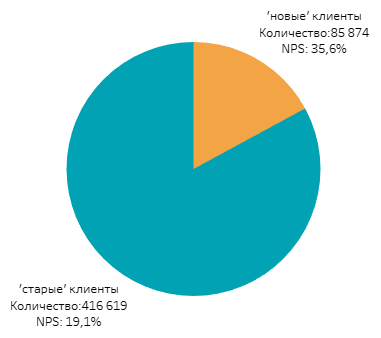 'новые' клиенты
Количество:85 874
NPS: 35,6%
'старые' клиенты
Количество:416 619
NPS: 19,1%